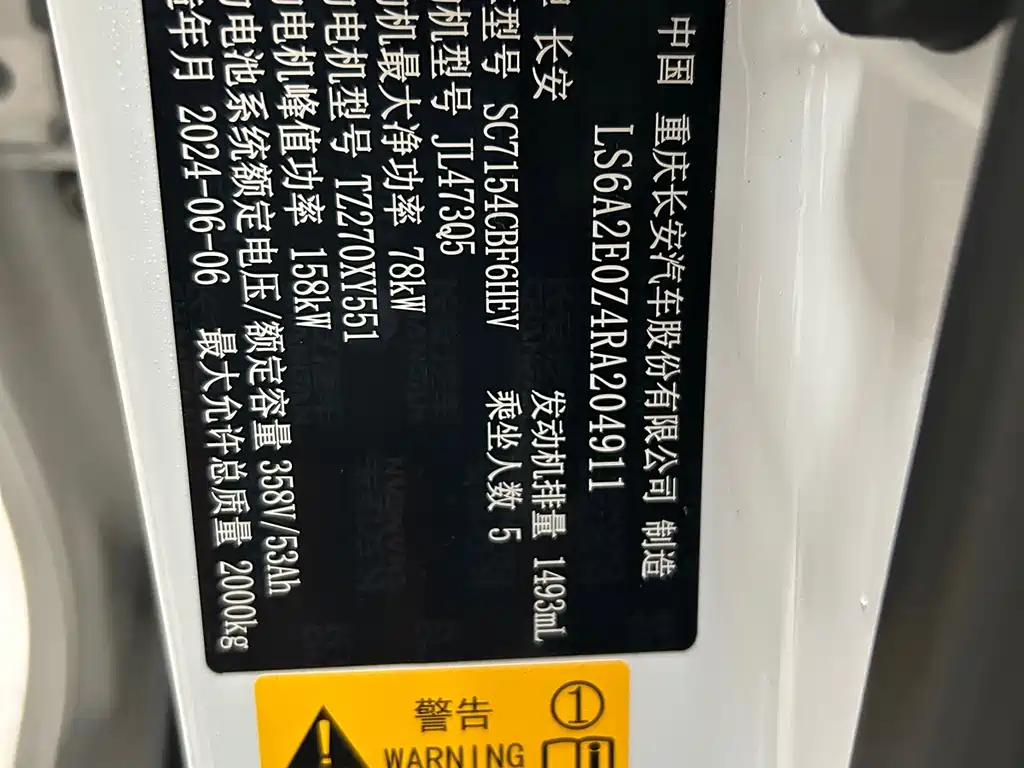 中国 重庆长安汽车股份有限公司 制造
LS6A2E0Z4RA204911
长安 发动机排量 1493mL
型号 SC7154CBF6HEV 乘坐人数 5
机型号 JL473Q5
机最大净功率 78kW
电机型号 TZ270XY551
电机峰值功率 158kW
电池系统额定电压/额定容量 358V/53Ah
年月 2024-06-06 最大允许总质量 2000kg
警告 ①
WARNING